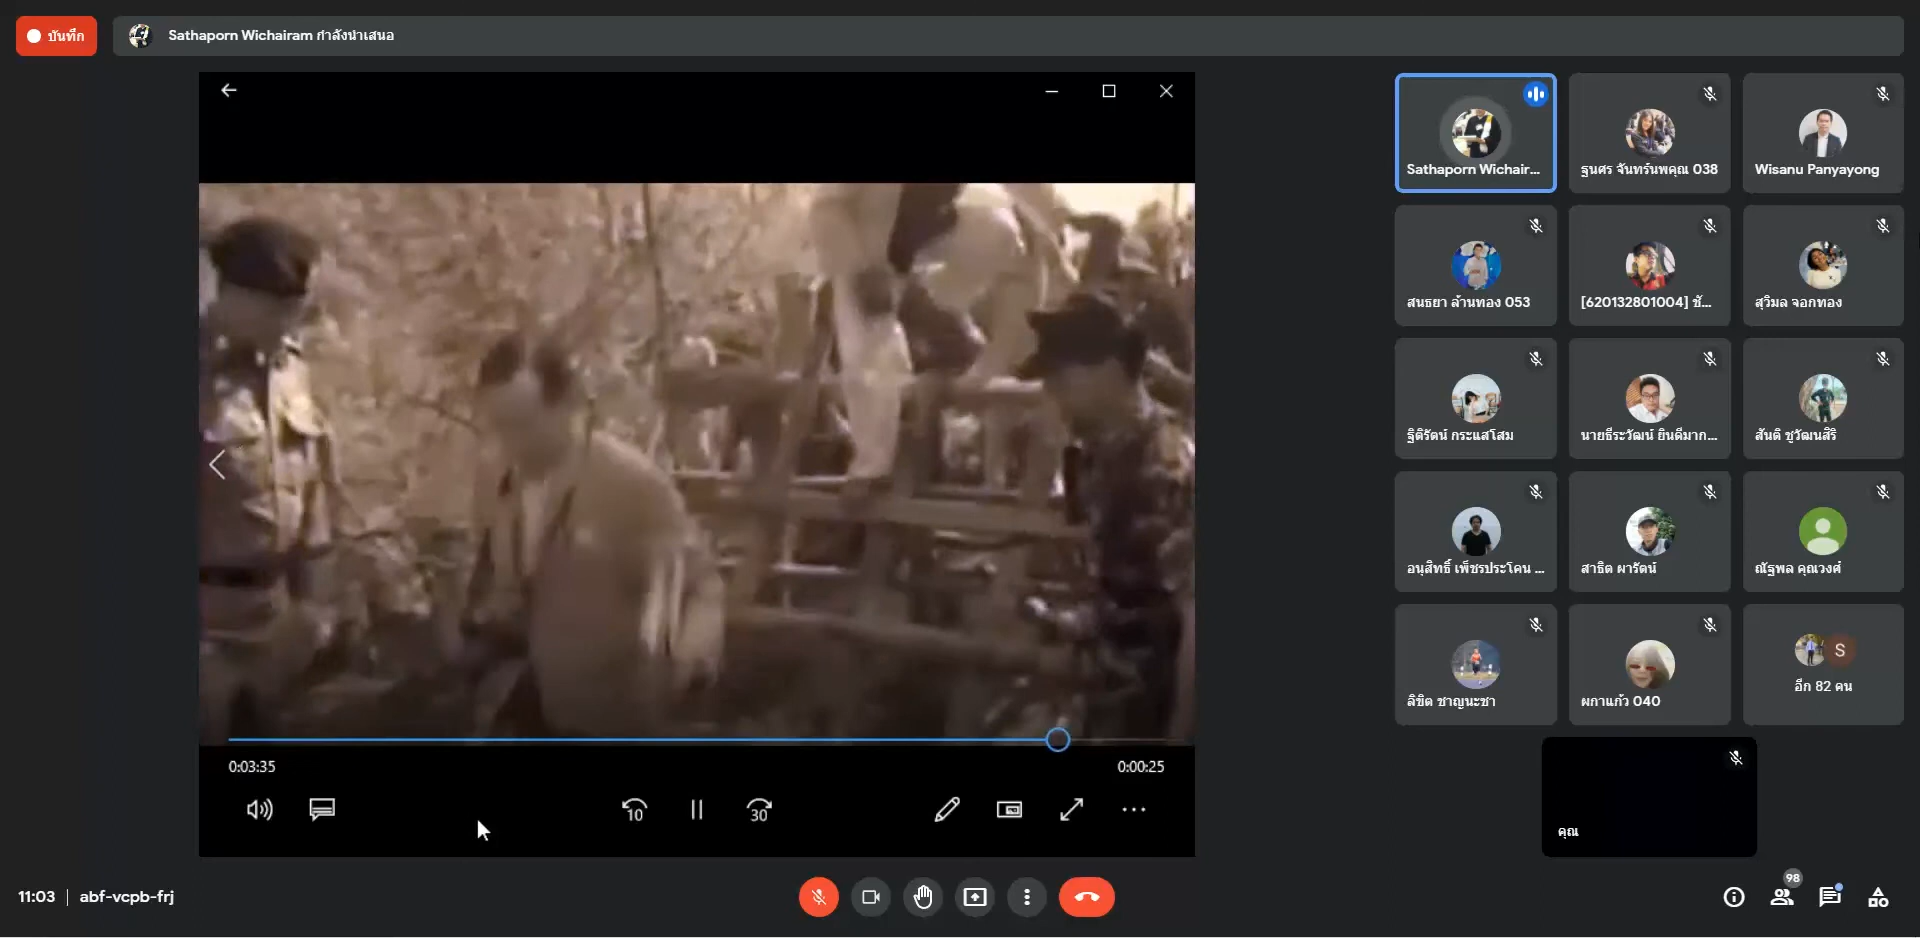 บันทึก
Sathaporn Wichairam กำลังนำเสนอ
Sathaporn Wichair...
ฐนศร จันทร์นพคุณ 038
Wisanu Panyayong
สนธยา ล้านทอง 053
[620132801004] ชั...
สุวิมล จอกทอง
ฐิติรัตน์ กระแสโสม
นายธีระวัฒน์ ยินดีมาก...
สันติ ชูวัฒนสิริ
อนุสิทธิ์ เพ็ชรประโคน ...
สาธิต ผารัตน์
ณัฐพล คุณวงศ์
ลิขิต ชาญนะชา
ผกาแก้ว 040
S
อีก 82 คน
คุณ
0:03:35
0:00:25
10
30
11:03 | abf-vcpb-frj
98